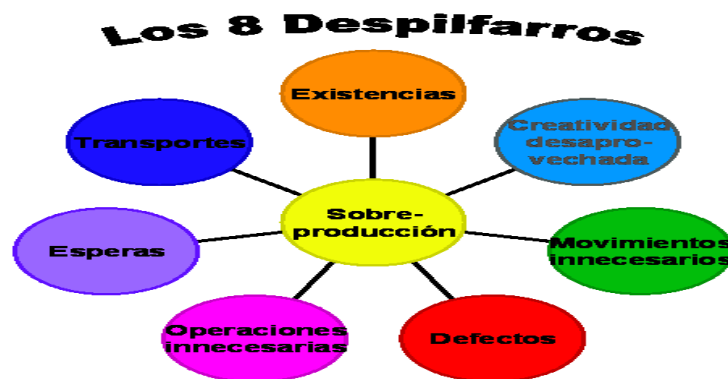 Los 8 Despilfarros
Existencias
Transportes
Creatividad
desapro-
vechada
Sobre-
producción
Esperas
Movimientos
innecesarios
Operaciones
innecesarias
Defectos